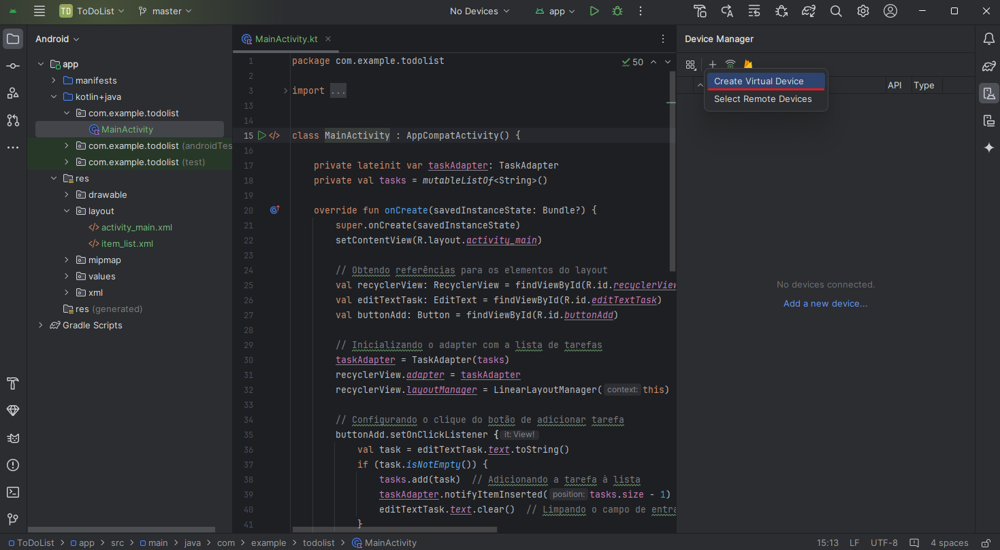 TD ToDoList master No Devices app
Android
app
manifests
kotlin+java
com.example.todolist
MainActivity
com.example.todolist (androidTes
com.example.todolist (test)
res
drawable
layout
activity_main.xml
item_list.xml
mipmap
values
xml
res (generated)
Gradle Scripts
MainActivity.kt
50
1 package com.example.todolist
2
3 import ...
13
14
15 class MainActivity : AppCompatActivity() {
16
17 private lateinit var taskAdapter: TaskAdapter
18 private val tasks = mutableListOf<String>()
19
20 override fun onCreate(savedInstanceState: Bundle?) {
21 super.onCreate(savedInstanceState)
22 setContentView(R.layout.activity_main)
23
24 // Obtendo referências para os elementos do layout
25 val recyclerView: RecyclerView = findViewById(R.id.recyclerView
26 val editTextTask: EditText = findViewById(R.id.editTextTask)
27 val buttonAdd: Button = findViewById(R.id.buttonAdd)
28
29 // Inicializando o adapter com a lista de tarefas
30 taskAdapter = TaskAdapter(tasks)
31 recyclerView.adapter = taskAdapter
32 recyclerView.layoutManager = LinearLayoutManager( context: this)
33
34 // Configurando o clique do botão de adicionar tarefa
35 buttonAdd.setOnClickListener { it: View!
36 val task = editTextTask.text.toString()
37 if (task.isNotEmpty()) {
38 tasks.add(task) // Adicionando a tarefa à lista
39 taskAdapter.notifyItemInserted( position: tasks.size - 1)
40 editTextTask.text.clear() // Limpando o campo de entra
41 }
Device Manager
Create Virtual Device
Select Remote Devices
API Type
No devices connected.
Add a new device...
ToDoList > app > src > main > java > com > example > todolist > MainActivity
15:13 LF UTF-8 4 spaces